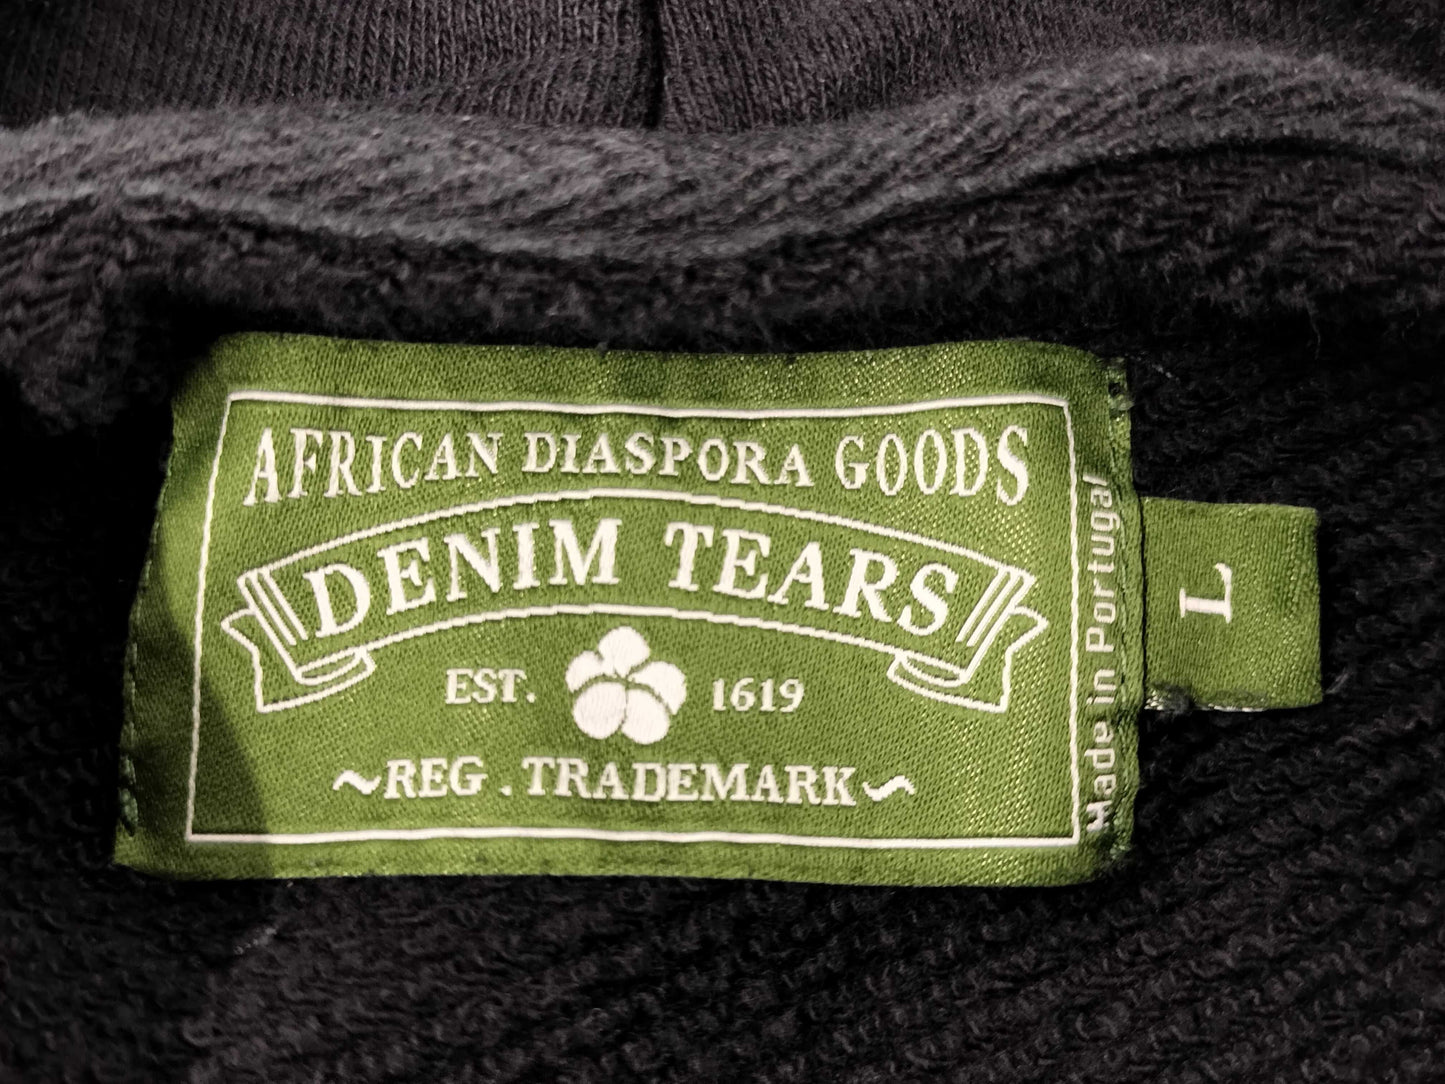 AFRICAN DIASPORA GOODS
DENIM TEARS
EST. 1619
~REG . TRADEMARK~
Made in Portugal
L